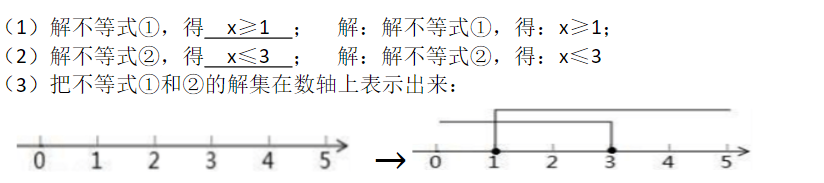 （1）解不等式①，得 x≥1 ； 解：解不等式①，得：x≥1；
（2）解不等式②，得 x≤3 ； 解：解不等式②，得：x≤3
（3）把不等式①和②的解集在数轴上表示出来：
0 1 2 3 4 5 → 0 1 2 3 4 5